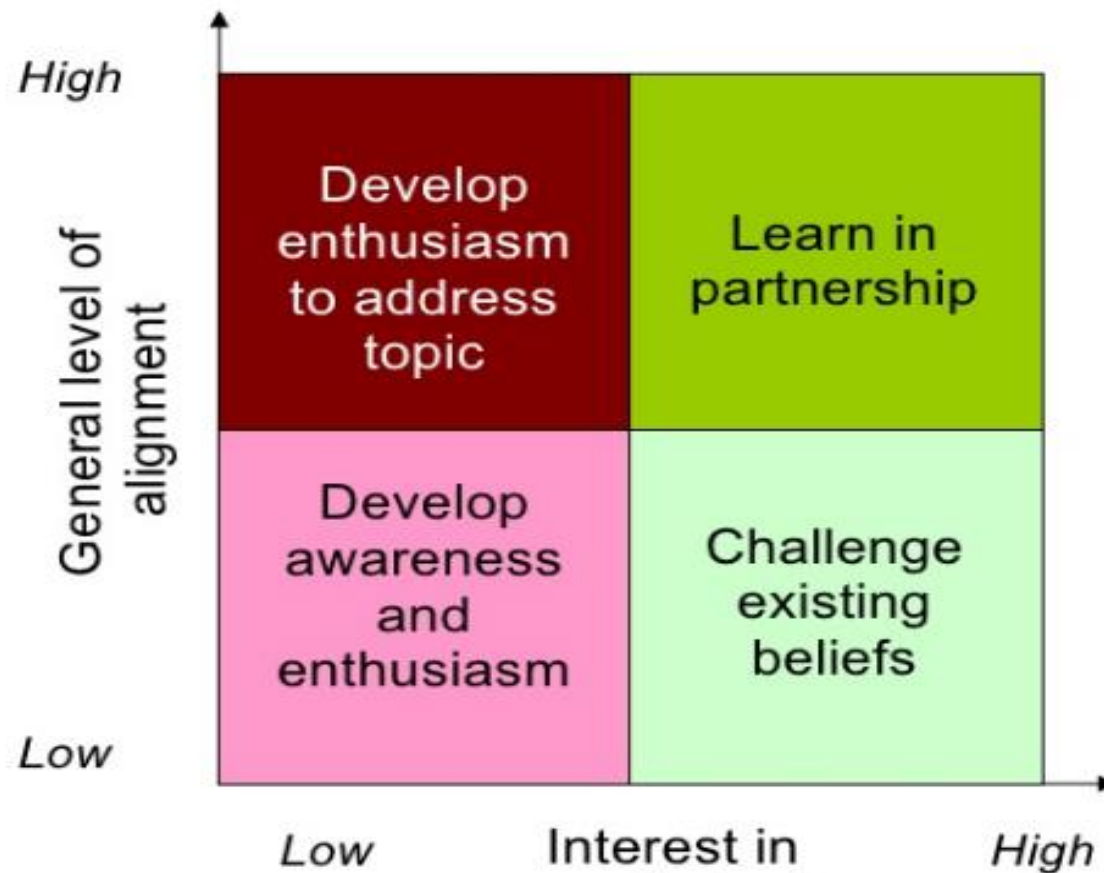 High
General level of
alignment
Develop
enthusiasm
to address
topic
Learn in
partnership
Develop
awareness
and
enthusiasm
Challenge
existing
beliefs
Low
Low
Interest in
High